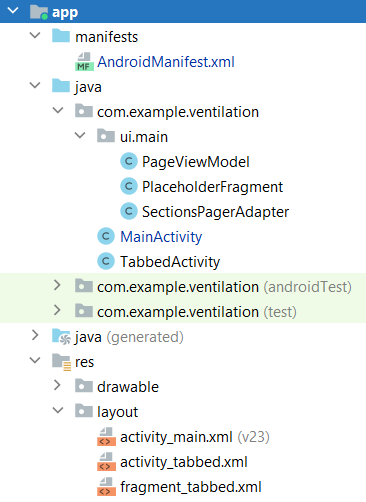 app
manifests
MF AndroidManifest.xml
java
com.example.ventilation
ui.main
C PageViewModel
C PlaceholderFragment
C SectionsPagerAdapter
C MainActivity
C TabbedActivity
com.example.ventilation (androidTest)
com.example.ventilation (test)
java (generated)
res
drawable
layout
activity_main.xml (v23)
activity_tabbed.xml
fragment_tabbed.xml